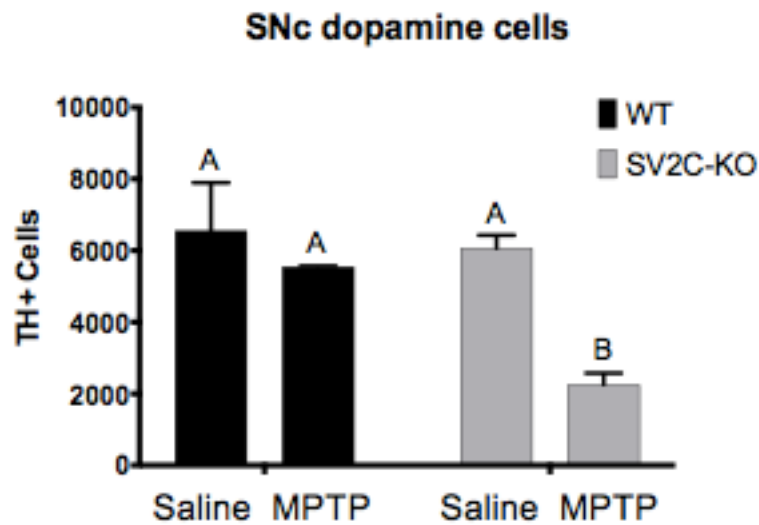 SNc dopamine cells
WT
SV2C-KO
TH+ Cells
10000
8000
6000
4000
2000
0
A
A
A
B
Saline MPTP Saline MPTP